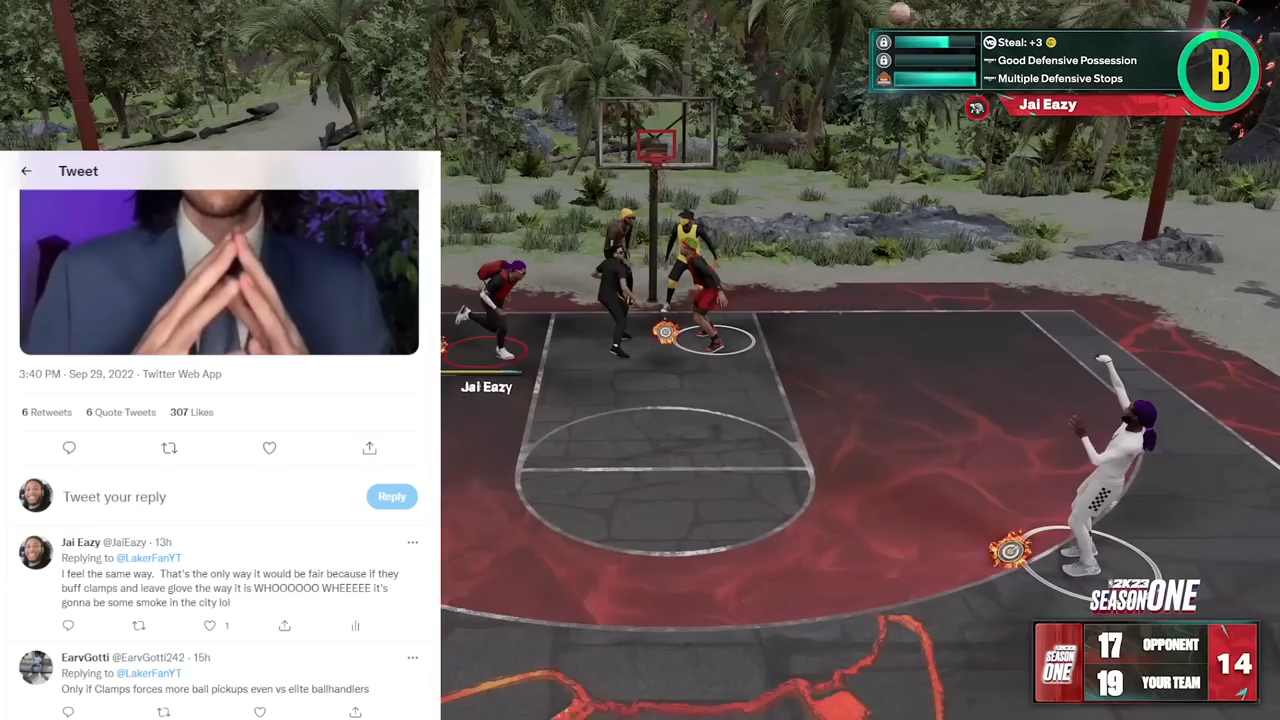 Steal: +3
Good Defensive Possession
Multiple Defensive Stops
B
Jai Eazy
Tweet
3:40 PM · Sep 29, 2022 · Twitter Web App
6 Retweets 6 Quote Tweets 307 Likes
Tweet your reply
Reply
Jai Eazy @JaiEazy · 13h
Replying to @LakerFanYT
I feel the same way. That's the only way it would be fair because if they
buff clamps and leave glove the way it is WHOOOOOO WHEEEEE it's
gonna be some smoke in the city lol
1
EarvGotti @EarvGotti242 · 15h
Replying to @LakerFanYT
Only if Clamps forces more ball pickups even vs elite ballhandlers
Jai Eazy
2K23
SEASON ONE
SEASON
ONE
17 OPPONENT
19 YOUR TEAM
14